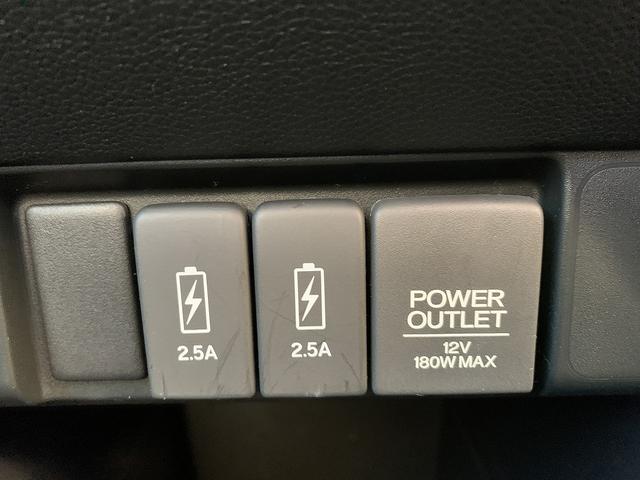 2.5A
2.5A
POWER
OUTLET
12V
180W MAX